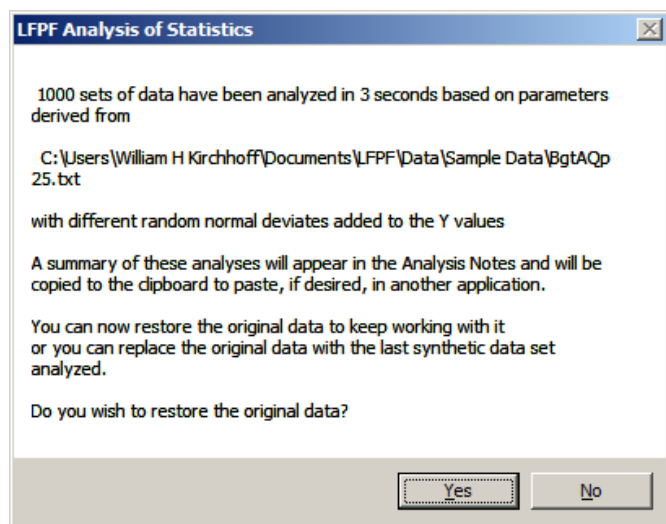 LFPF Analysis of Statistics
1000 sets of data have been analyzed in 3 seconds based on parameters
derived from
C:\Users\William H Kirchhoff\Documents\LFPF\Data\Sample Data\BgtAQp
25.txt
with different random normal deviates added to the Y values
A summary of these analyses will appear in the Analysis Notes and will be
copied to the clipboard to paste, if desired, in another application.
You can now restore the original data to keep working with it
or you can replace the original data with the last synthetic data set
analyzed.
Do you wish to restore the original data?
Yes No